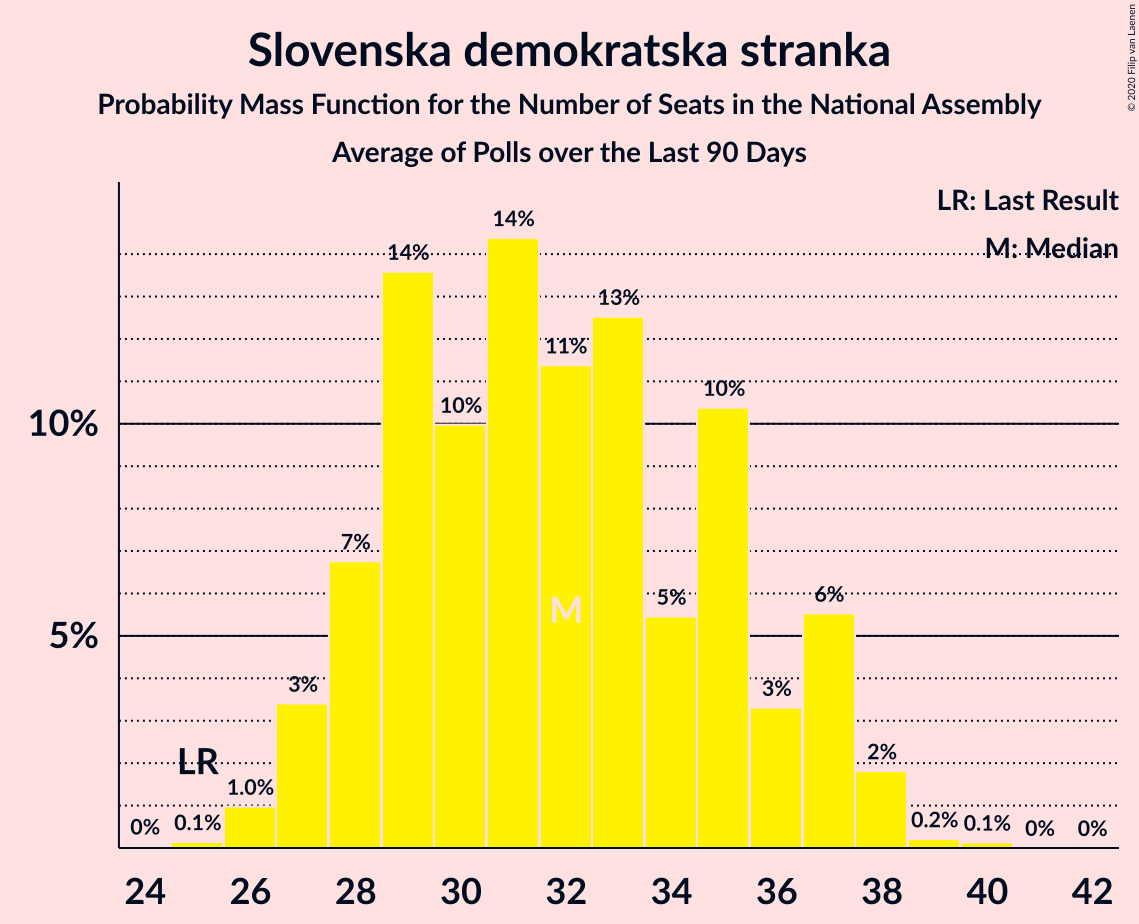 Slovenska demokratska stranka
Probability Mass Function for the Number of Seats in the National Assembly
Average of Polls over the Last 90 Days
© 2020 Filip van Laenen
LR: Last Result
M: Median
10%
5%
0%
0.1%
1.0%
3%
7%
14%
10%
14%
11%
13%
5%
10%
3%
6%
2%
0.2%
0.1%
0%
0%
LR
M
24 26 28 30 32 34 36 38 40 42